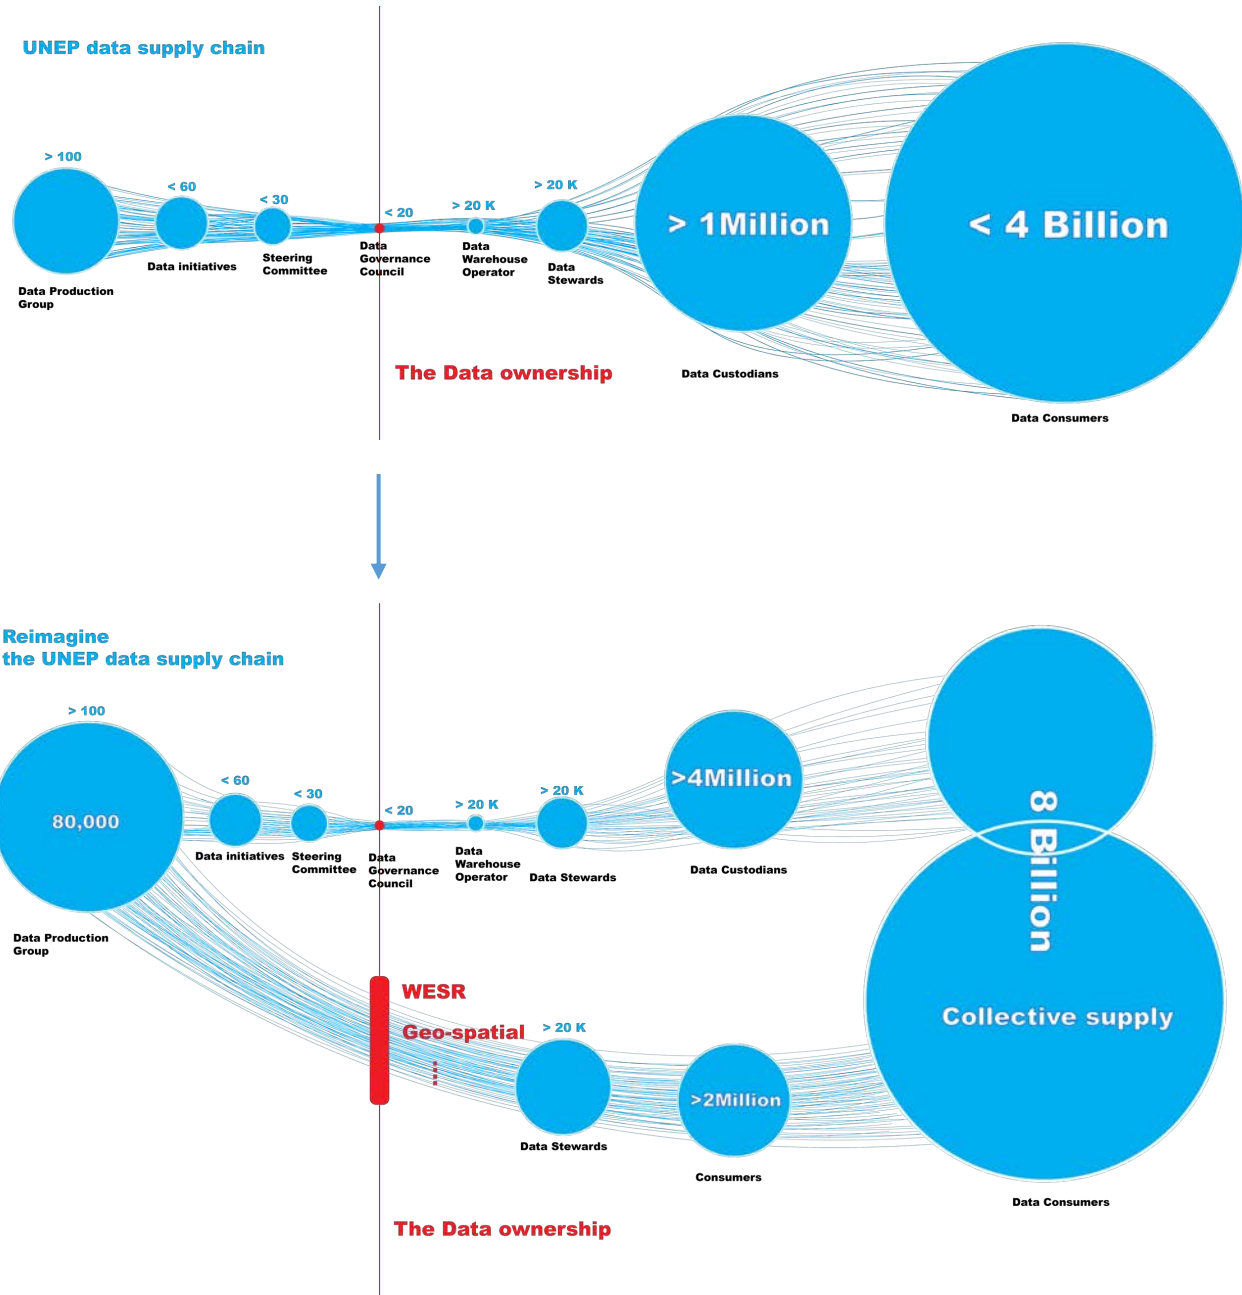 UNEP data supply chain
> 100
< 60
< 30
< 20
> 20 K
> 20 K
> 1Million
< 4 Billion
Data Production
Group
Data initiatives
Steering
Committee
Data
Governance
Council
Data
Warehouse
Operator
Data
Stewards
The Data ownership
Data Custodians
Data Consumers
Reimagine
the UNEP data supply chain
> 100
80,000
< 60
< 30
< 20
> 20 K
> 20 K
>4Million
8 Billion
Data initiatives
Steering
Committee
Data
Governance
Council
Data
Warehouse
Operator
Data Stewards
Data Custodians
Data Production
Group
WESR
Geo-spatial
> 20 K
>2Million
Collective supply
Data Stewards
Consumers
Data Consumers
The Data ownership